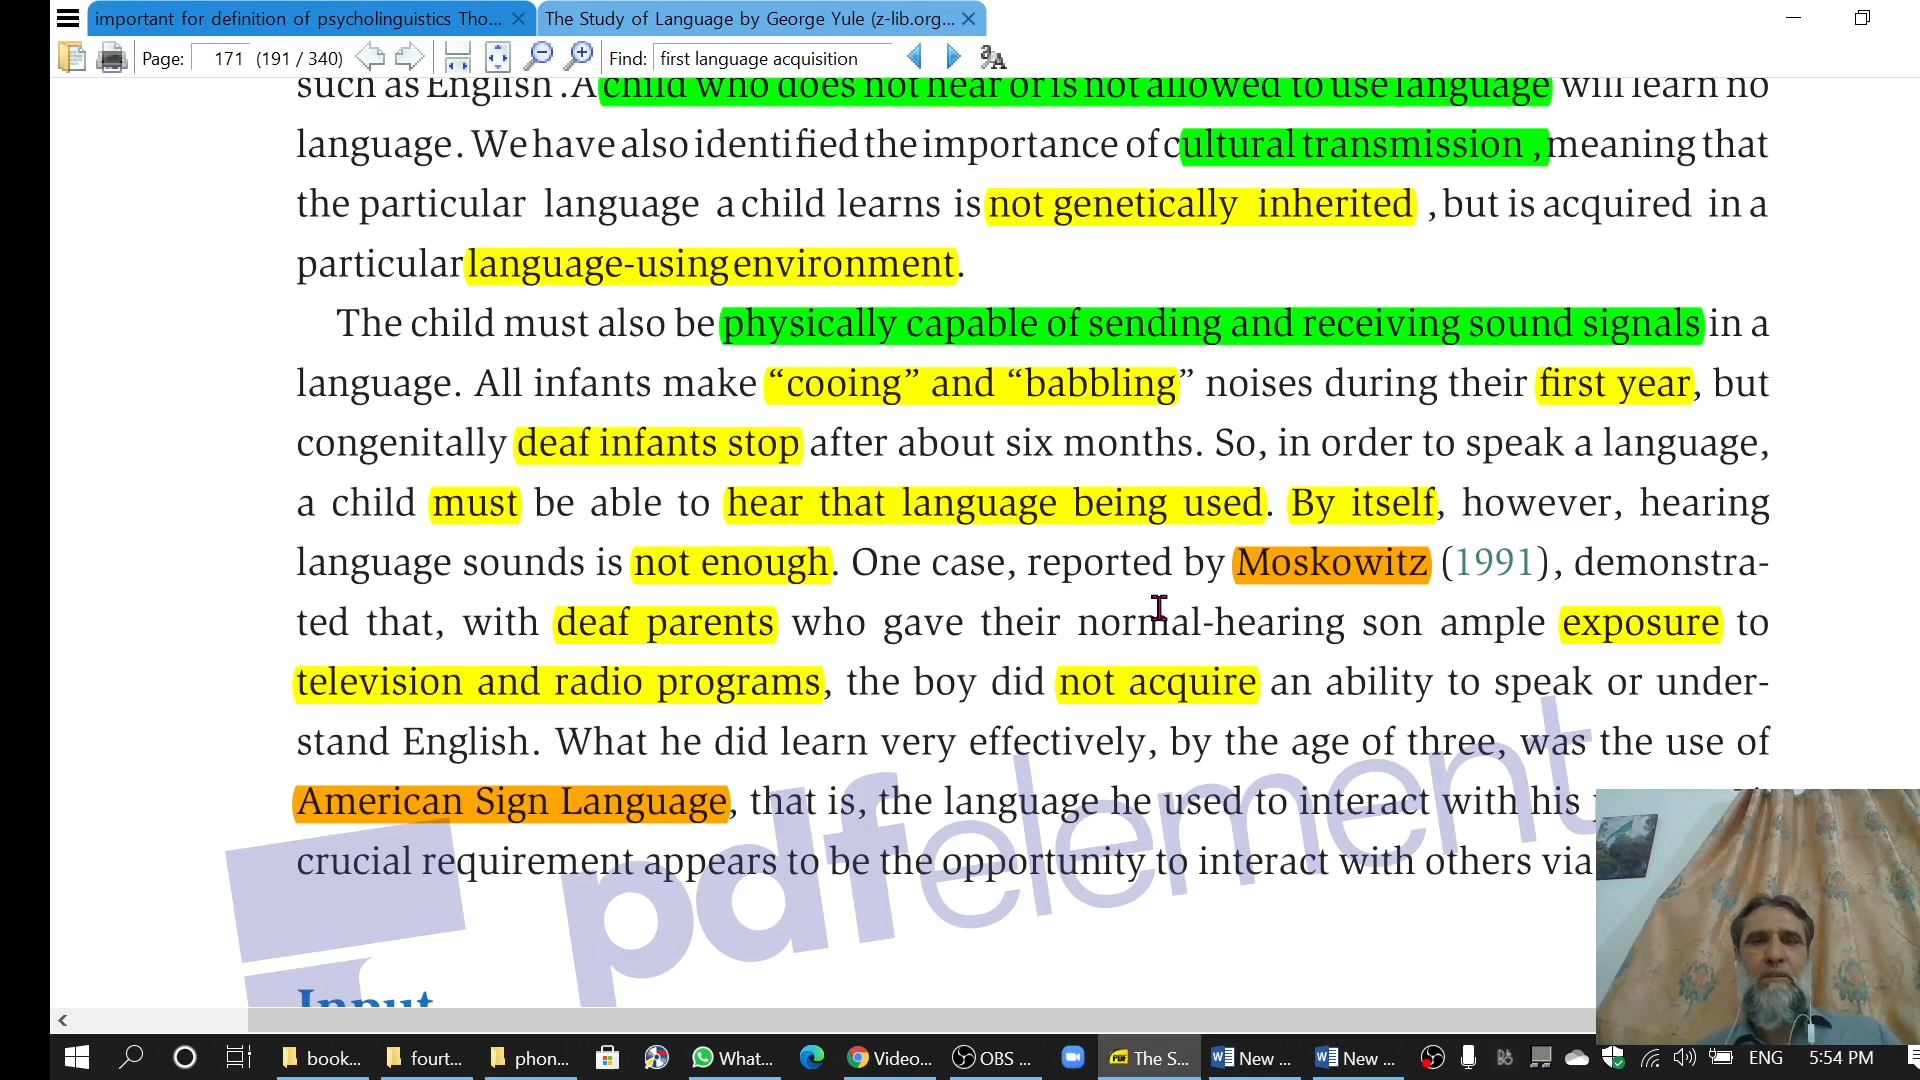 important for definition of psycholinguistics Tho...
The Study of Language by George Yule (z-lib.org...
Page: 171 (191 / 340)
Find: first language acquisition
such as English . A child who does not hear or is not allowed to use language will learn no
language. We have also identified the importance of cultural transmission , meaning that
the particular language a child learns is not genetically inherited , but is acquired in a
particular language-using environment.
The child must also be physically capable of sending and receiving sound signals in a
language. All infants make “cooing” and “babbling” noises during their first year, but
congenitally deaf infants stop after about six months. So, in order to speak a language,
a child must be able to hear that language being used. By itself, however, hearing
language sounds is not enough. One case, reported by Moskowitz (1991), demonstra-
ted that, with deaf parents who gave their normal-hearing son ample exposure to
television and radio programs, the boy did not acquire an ability to speak or under-
stand English. What he did learn very effectively, by the age of three, was the use of
American Sign Language, that is, the language he used to interact with his
crucial requirement appears to be the opportunity to interact with others via
pdfelement
Input
book...
fourt...
phon...
What...
Video...
OBS ...
The S...
New ...
New ...
ENG
5:54 PM